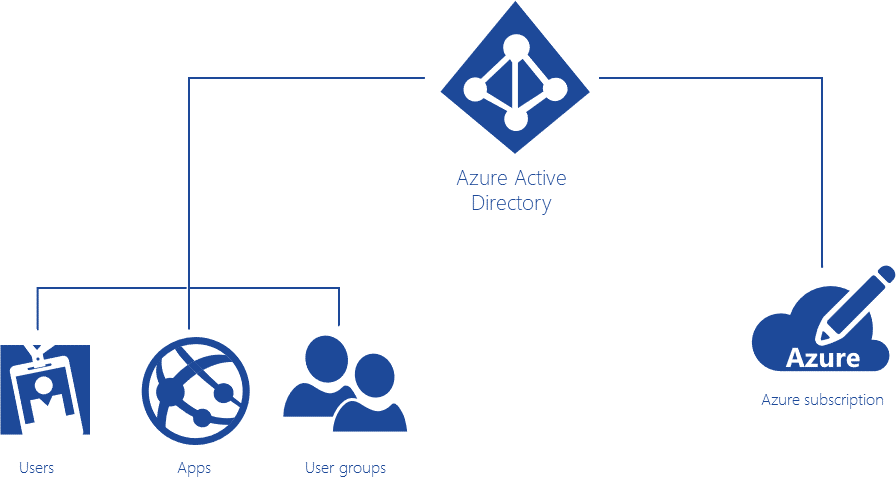 Azure Active
Directory
Azure
Azure subscription
Users
Apps
User groups